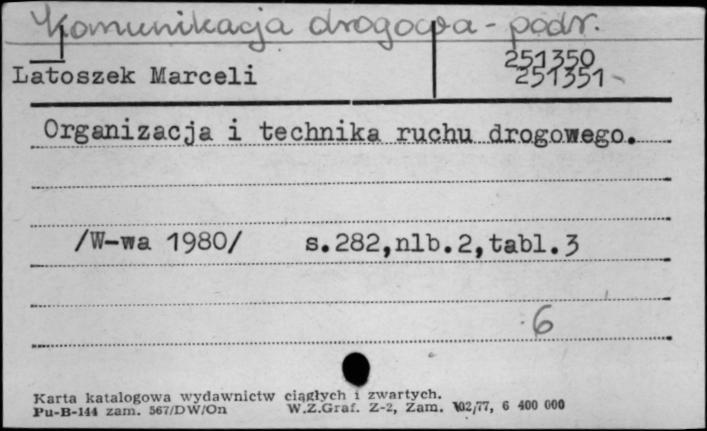 Komunikacja drogowa - podr.
251350
Latoszek Marceli
251351
Organizacja i technika ruchu drogowego.
/W-wa 1980/ s.282,nlb.2,tabl.3
6
Karta katalogowa wydawnictw ciągłych i zwartych.
Pu-B-144 zam. 567/DW/On W.Z.Graf. Z-2, Zam. 102/77, 6 400 000